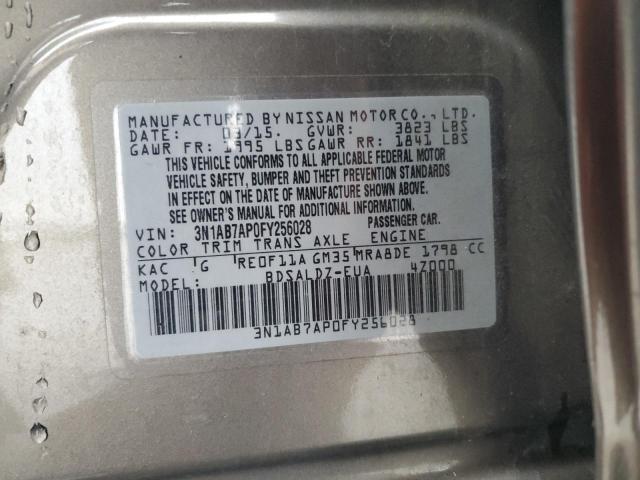 MANUFACTURED BY NISSAN MOTOR CO., LTD.
DATE: 03/15. GVWR: 3823 LBS
GAWR FR: 1995 LBS GAWR RR: 1841 LBS
THIS VEHICLE CONFORMS TO ALL APPLICABLE FEDERAL MOTOR
VEHICLE SAFETY, BUMPER AND THEFT PREVENTION STANDARDS
IN EFFECT ON THE DATE OF MANUFACTURE SHOWN ABOVE.
SEE OWNER'S MANUAL FOR ADDITIONAL INFORMATION.
VIN: 3N1AB7AP0FY256028 PASSENGER CAR.
COLOR TRIM TRANS AXLE ENGINE
KAC G RE0F11A GM35 MRA8DE 1798 CC
MODEL: BDSALDZ-EUA 4Z000
3N1AB7AP0FY256028